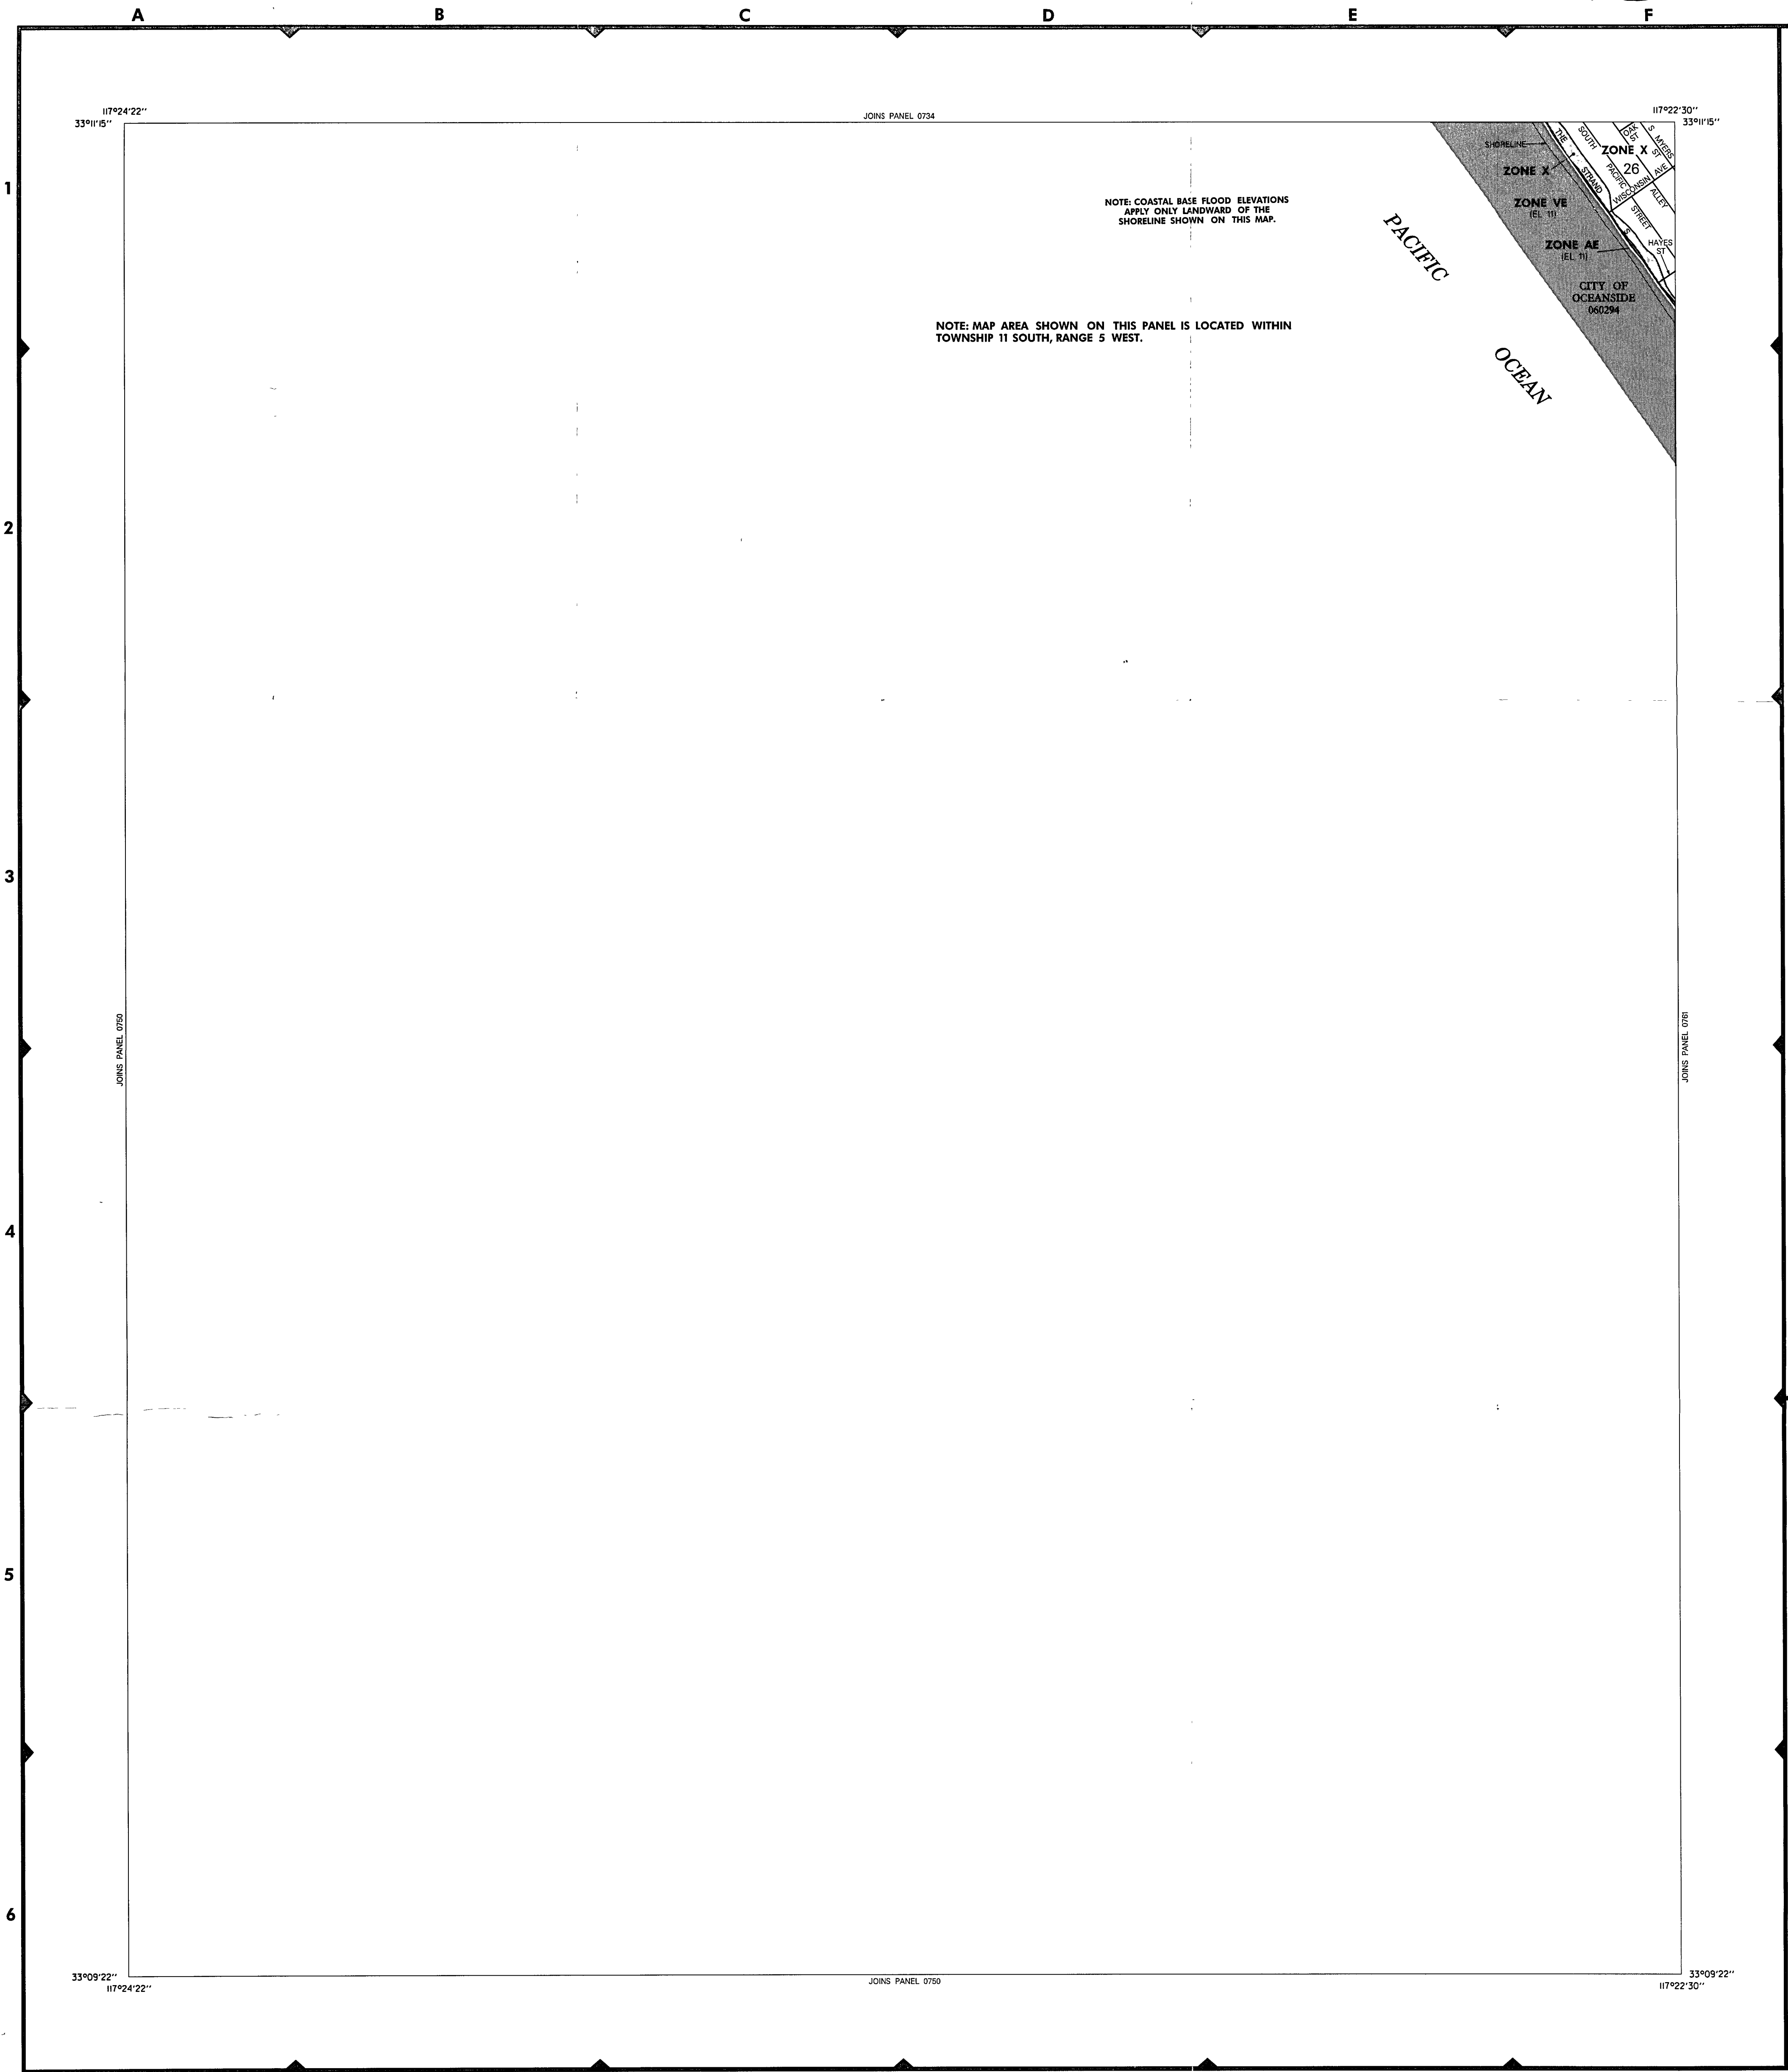 A B C D E F
117°24'22" 117°22'30"
33°11'15" JOINS PANEL 0734 33°11'15"
1
SHORELINE
ZONE X
ZONE VE
(EL 11)
ZONE AE
(EL 11)
CITY OF
OCEANSIDE
060294
THE STRAND S
SOUTH PACIFIC STREET
OAK ST
S MYERS ST
ZONE X
26
WISCONSIN AVE
ALLEY
HAYES
ST
NOTE: COASTAL BASE FLOOD ELEVATIONS
APPLY ONLY LANDWARD OF THE
SHORELINE SHOWN ON THIS MAP.
PACIFIC
OCEAN
NOTE: MAP AREA SHOWN ON THIS PANEL IS LOCATED WITHIN
TOWNSHIP 11 SOUTH, RANGE 5 WEST.
2
3
JOINS PANEL 0750
JOINS PANEL 0761
4
5
6
33°09'22" JOINS PANEL 0750 33°09'22"
117°24'22" 117°22'30"